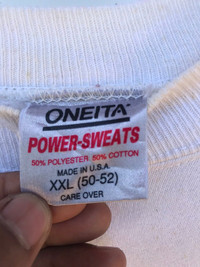 ONEITA
POWER-SWEATS
50% POLYESTER 50% COTTON
MADE IN U.S.A.
XXL (50-52)
CARE OVER